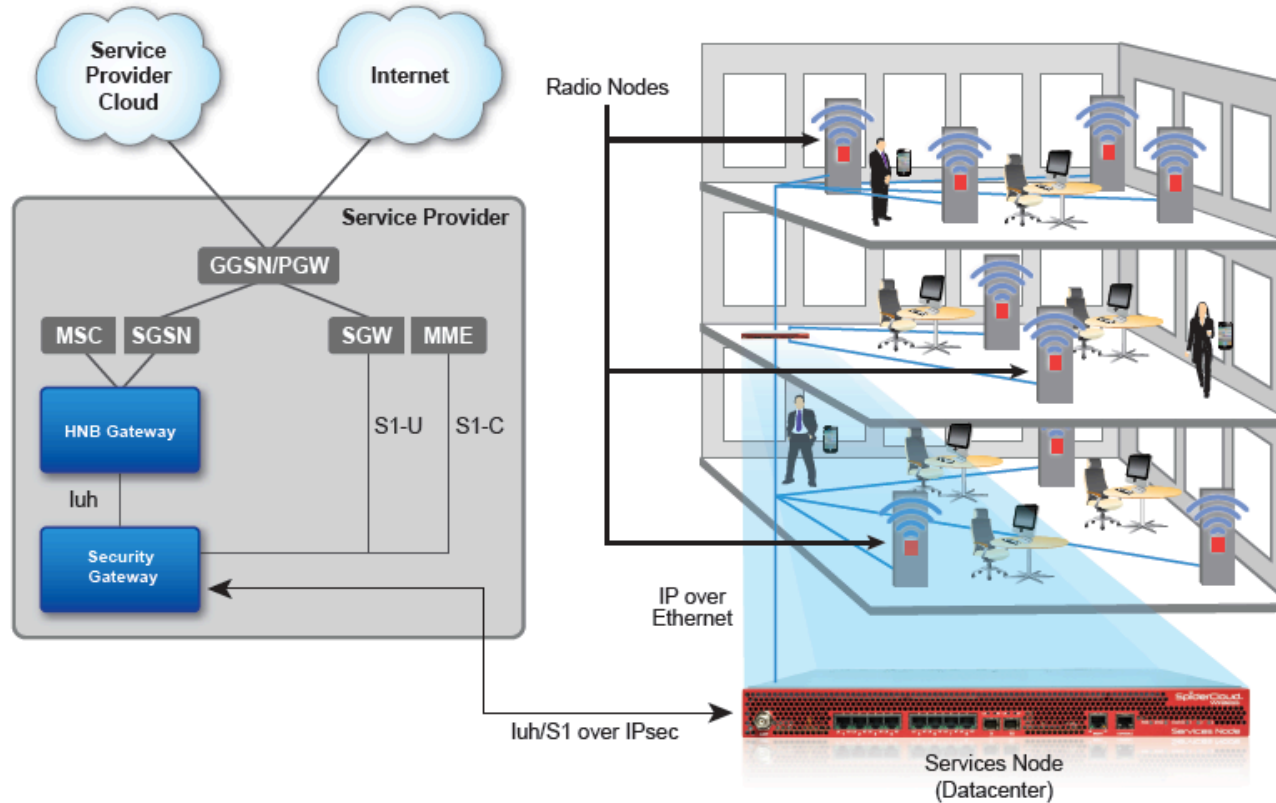 Service
Provider
Cloud
Internet
Service Provider
GGSN/PGW
MSC
SGSN
SGW
MME
HNB Gateway
S1-U
S1-C
Iuh
Security
Gateway
Radio Nodes
IP over
Ethernet
Iuh/S1 over IPsec
SpiderCloud
WIRELESS
Services Node
Services Node
(Datacenter)